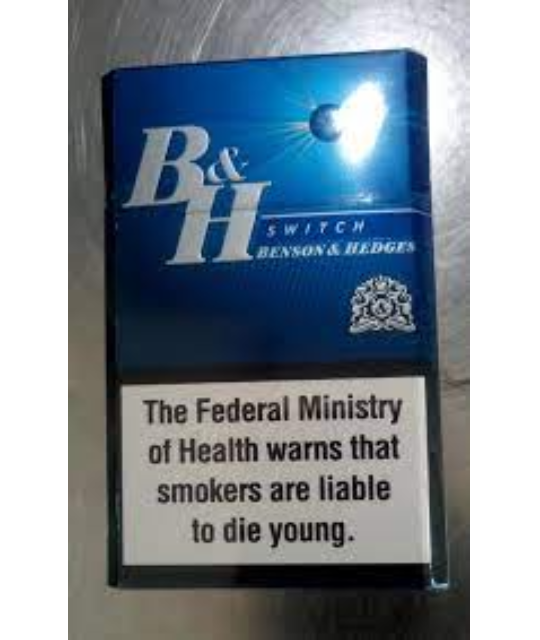 B&H
SWITCH
BENSON & HEDGES
The Federal Ministry
of Health warns that
smokers are liable
to die young.